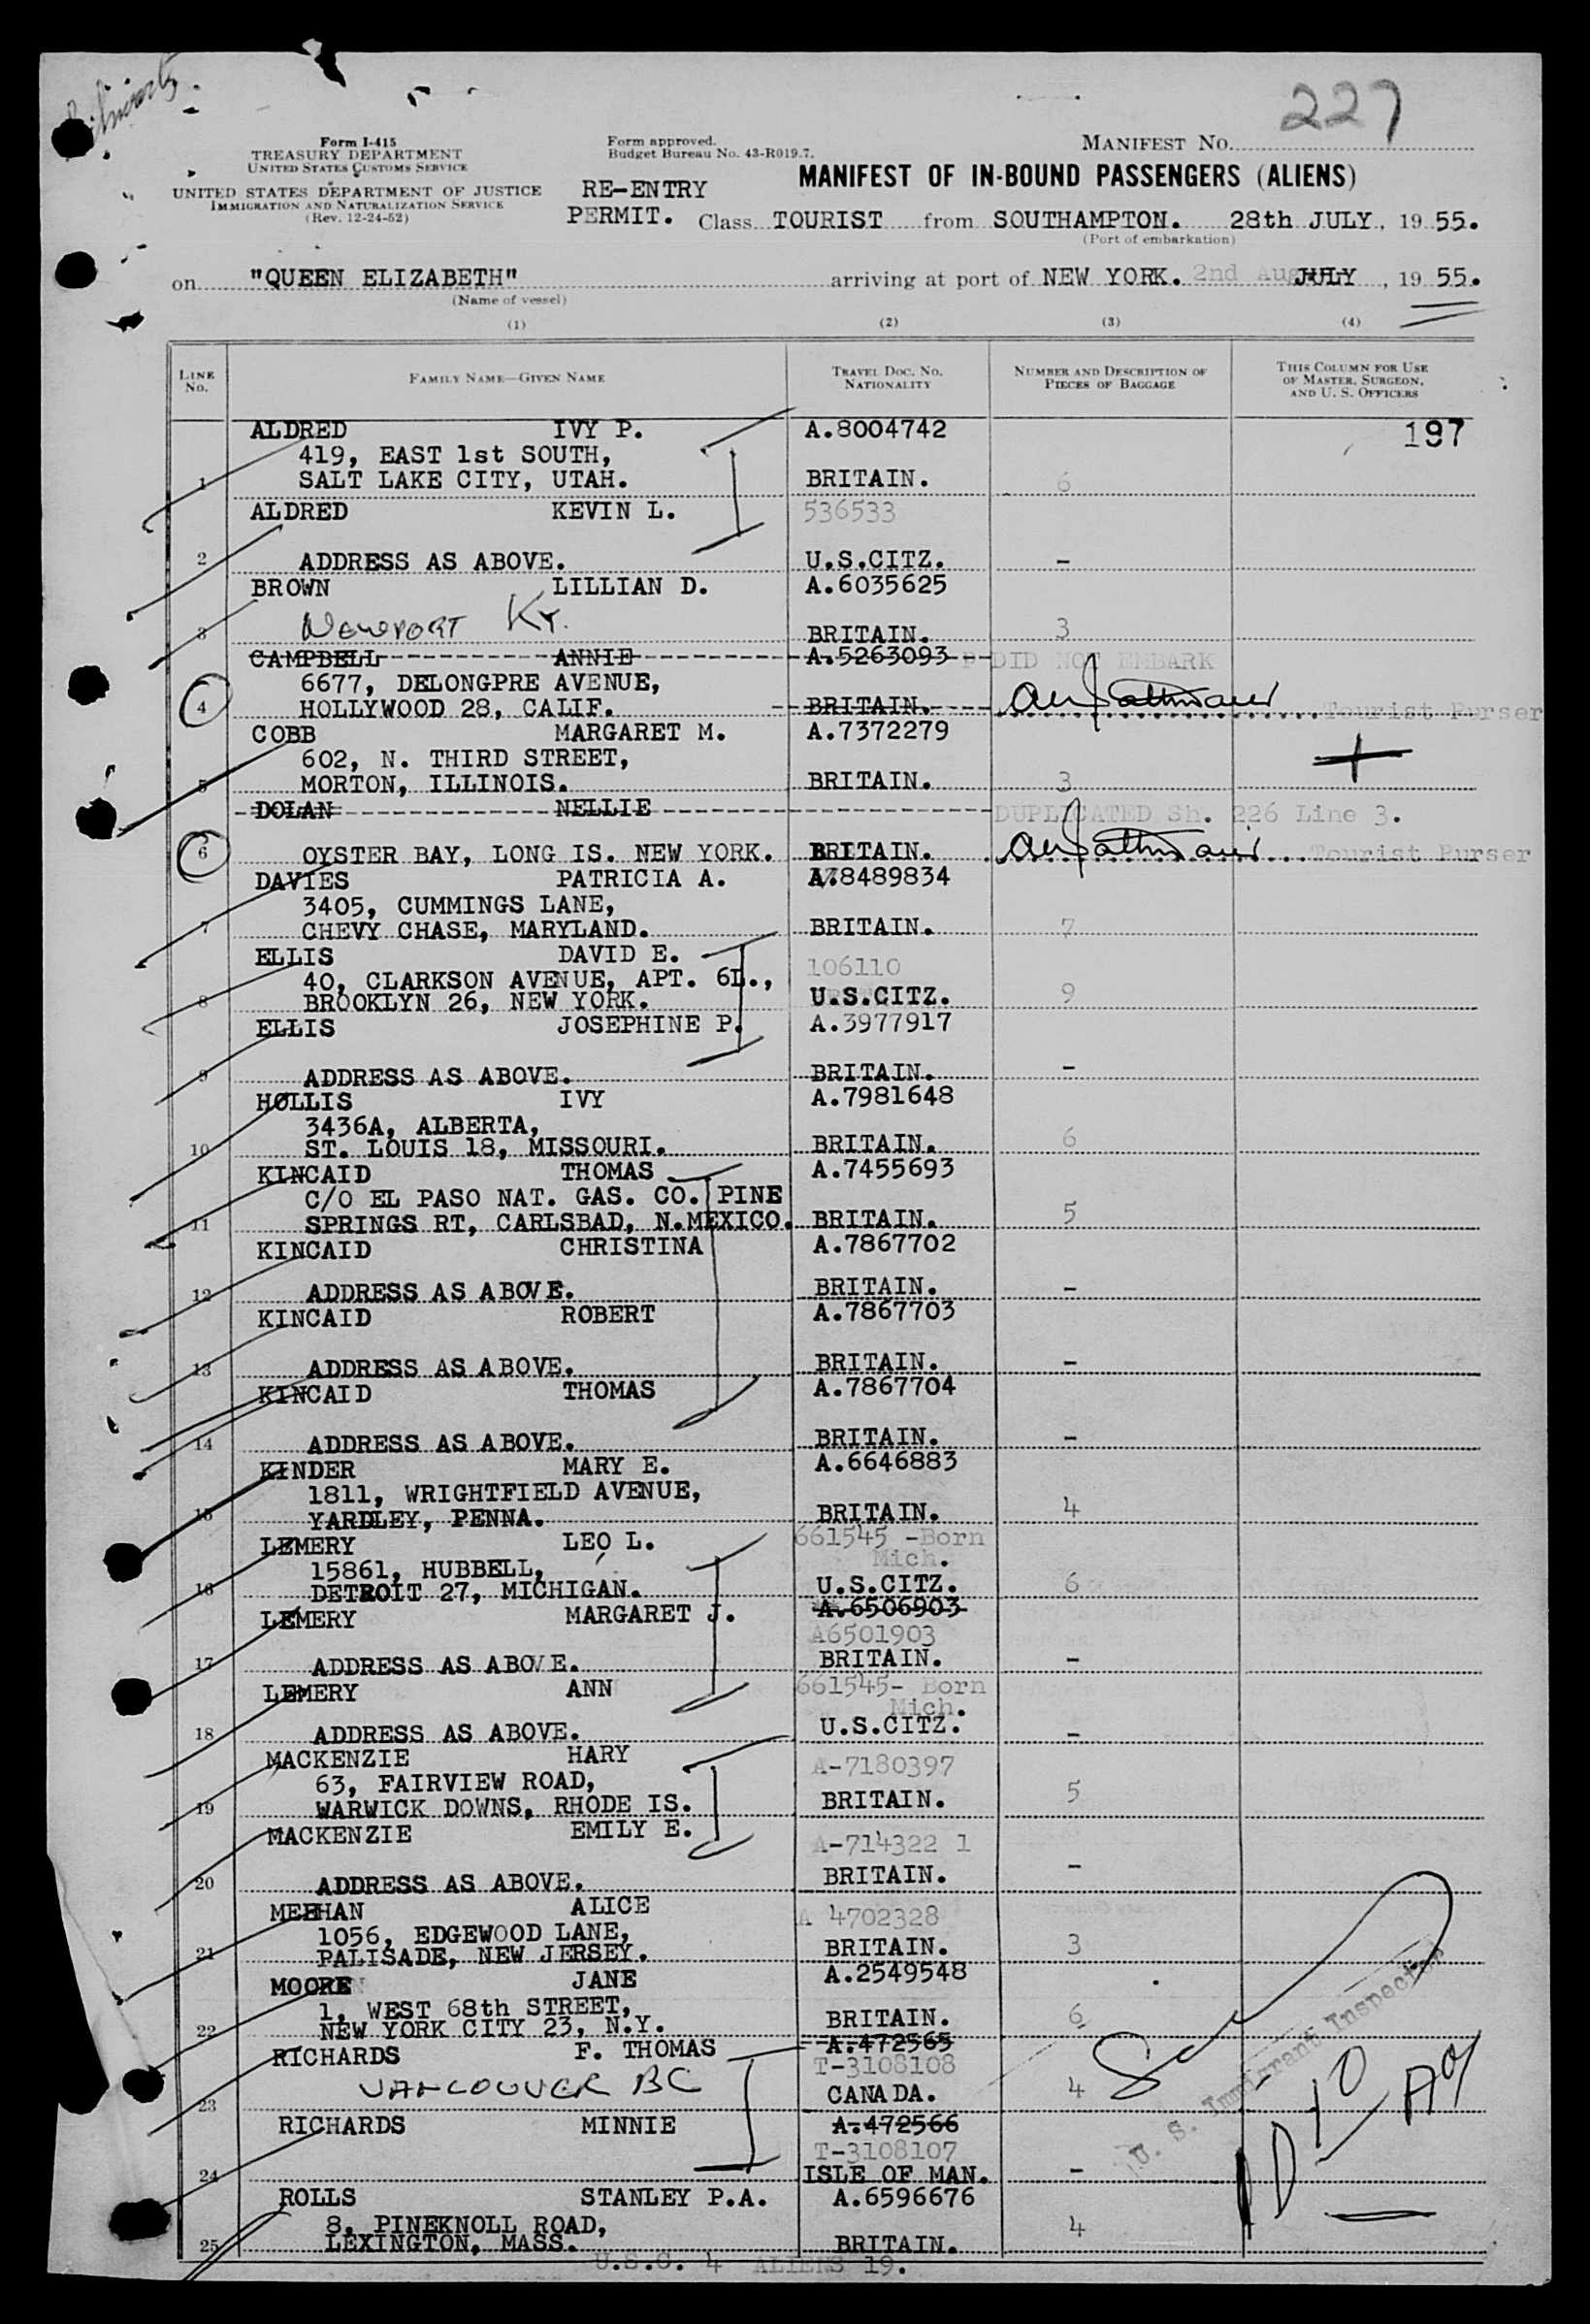 227
Form I-415
TREASURY DEPARTMENT
UNITED STATES CUSTOMS SERVICE
UNITED STATES DEPARTMENT OF JUSTICE
IMMIGRATION AND NATURALIZATION SERVICE
(Rev. 12-24-52)
Form approved.
Budget Bureau No. 43-R019.7.
MANIFEST No.
MANIFEST OF IN-BOUND PASSENGERS (ALIENS)
RE-ENTRY
PERMIT. Class TOURIST from SOUTHAMPTON. 28th JULY, 1955.
(Port of embarkation)
on "QUEEN ELIZABETH" arriving at port of NEW YORK. 2nd August JULY, 1955.
(Name of vessel)
(1) (2) (3) (4)
LINE No. FAMILY NAME—GIVEN NAME TRAVEL DOC. NO. NATIONALITY NUMBER AND DESCRIPTION OF PIECES OF BAGGAGE THIS COLUMN FOR USE OF MASTER, SURGEON, AND U. S. OFFICERS
ALDRED IVY P. A.8004742 197
419, EAST 1st SOUTH,
1 SALT LAKE CITY, UTAH. BRITAIN. 6
ALDRED KEVIN L. 536533
2 ADDRESS AS ABOVE. U.S.CITZ. -
BROWN LILLIAN D. A.6035625
3 NEWPORT KY. BRITAIN. 3
CAMPBELL ANNIE A.5263093 DID NOT EMBARK
6677, DELONGPRE AVENUE,
4 HOLLYWOOD 28, CALIF. BRITAIN. Tourist Purser
COBB MARGARET M. A.7372279
602, N. THIRD STREET,
5 MORTON, ILLINOIS. BRITAIN. 3
DOLAN NELLIE DUPLICATED Sh. 226 Line 3.
6 OYSTER BAY, LONG IS. NEW YORK. BRITAIN. Tourist Purser
DAVIES PATRICIA A. A.8489834
3405, CUMMINGS LANE,
7 CHEVY CHASE, MARYLAND. BRITAIN. 7
ELLIS DAVID E. 106110
40, CLARKSON AVENUE, APT. 6L.,
8 BROOKLYN 26, NEW YORK. U.S.CITZ. 9
ELLIS JOSEPHINE P. A.3977917
9 ADDRESS AS ABOVE. BRITAIN. -
HOLLIS IVY A.7981648
3436A, ALBERTA,
10 ST. LOUIS 18, MISSOURI. BRITAIN. 6
KINCAID THOMAS A.7455693
C/O EL PASO NAT. GAS. CO. PINE
11 SPRINGS RT, CARLSBAD, N.MEXICO. BRITAIN. 5
KINCAID CHRISTINA A.7867702
12 ADDRESS AS ABOVE. BRITAIN. -
KINCAID ROBERT A.7867703
13 ADDRESS AS ABOVE. BRITAIN. -
KINCAID THOMAS A.7867704
14 ADDRESS AS ABOVE. BRITAIN. -
KINDER MARY E. A.6646883
1811, WRIGHTFIELD AVENUE,
15 YARDLEY, PENNA. BRITAIN. 4
LEMERY LEO L. 661545 -Born
15861, HUBBELL, Mich.
16 DETROIT 27, MICHIGAN. U.S.CITZ. 6
LEMERY MARGARET J. A.6506903
A6501903
17 ADDRESS AS ABOVE. BRITAIN. -
LEMERY ANN 661545- Born
Mich.
18 ADDRESS AS ABOVE. U.S.CITZ. -
MACKENZIE HARY A-7180397
63, FAIRVIEW ROAD,
19 WARWICK DOWNS, RHODE IS. BRITAIN. 5
MACKENZIE EMILY E. A-714322 1
20 ADDRESS AS ABOVE. BRITAIN. -
MEEHAN ALICE A 4702328
1056, EDGEWOOD LANE,
21 PALISADE, NEW JERSEY. BRITAIN. 3
MOORE JANE A.2549548
1, WEST 68th STREET,
22 NEW YORK CITY 23, N.Y. BRITAIN. 6
RICHARDS F. THOMAS A.472565
T-3108108
23 VANCOUVER BC CANADA. 4
RICHARDS MINNIE A.472566
T-3108107
24 ISLE OF MAN. -
ROLLS STANLEY P.A. A.6596676
8, PINEKNOLL ROAD,
25 LEXINGTON, MASS. BRITAIN. 4
U. S. Immigrant Inspector
U.S.C. 4 ALIENS 19.